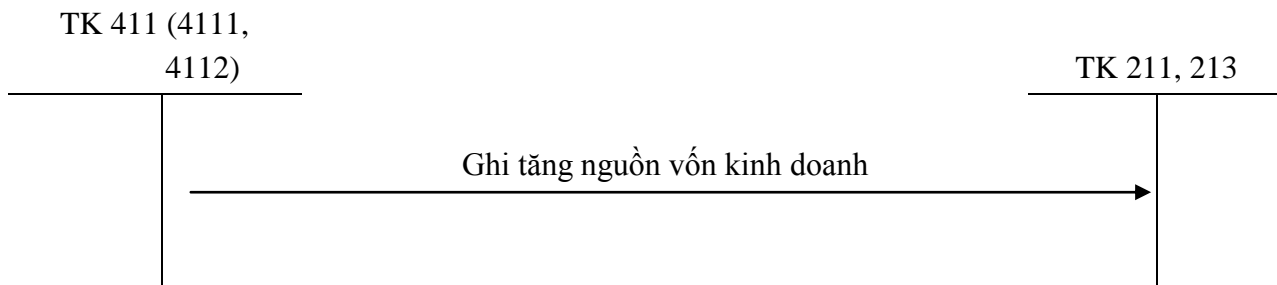 TK 411 (4111,
4112)
TK 211, 213
Ghi tăng nguồn vốn kinh doanh